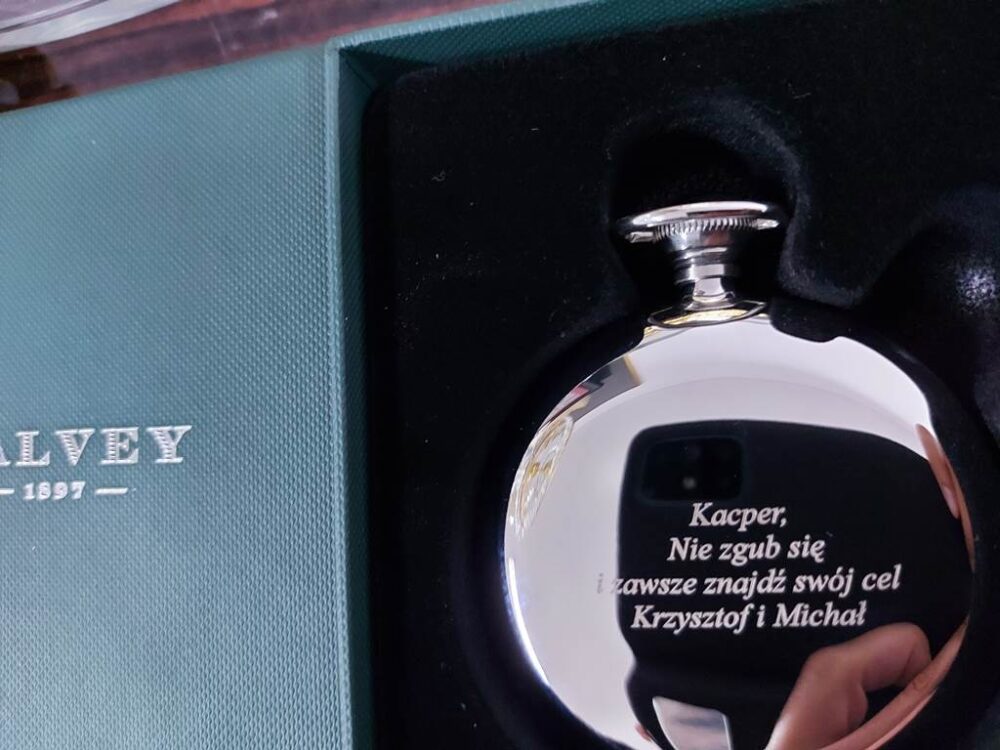 ALVEY
1897
Kacper,
Nie zgub się
zawsze znajdź swój cel
Krzysztof i Michał